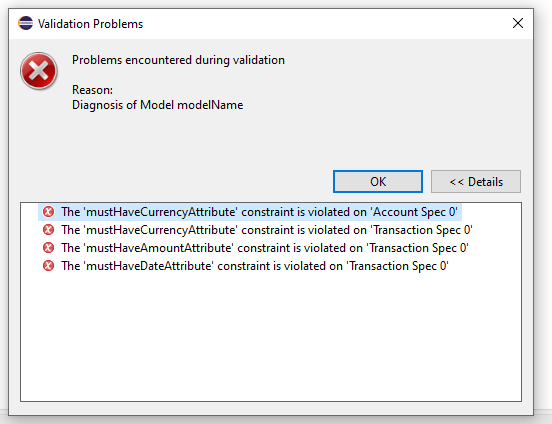 Validation Problems
Problems encountered during validation
Reason:
Diagnosis of Model modelName
OK
<< Details
The 'mustHaveCurrencyAttribute' constraint is violated on 'Account Spec 0'
The 'mustHaveCurrencyAttribute' constraint is violated on 'Transaction Spec 0'
The 'mustHaveAmountAttribute' constraint is violated on 'Transaction Spec 0'
The 'mustHaveDateAttribute' constraint is violated on 'Transaction Spec 0'